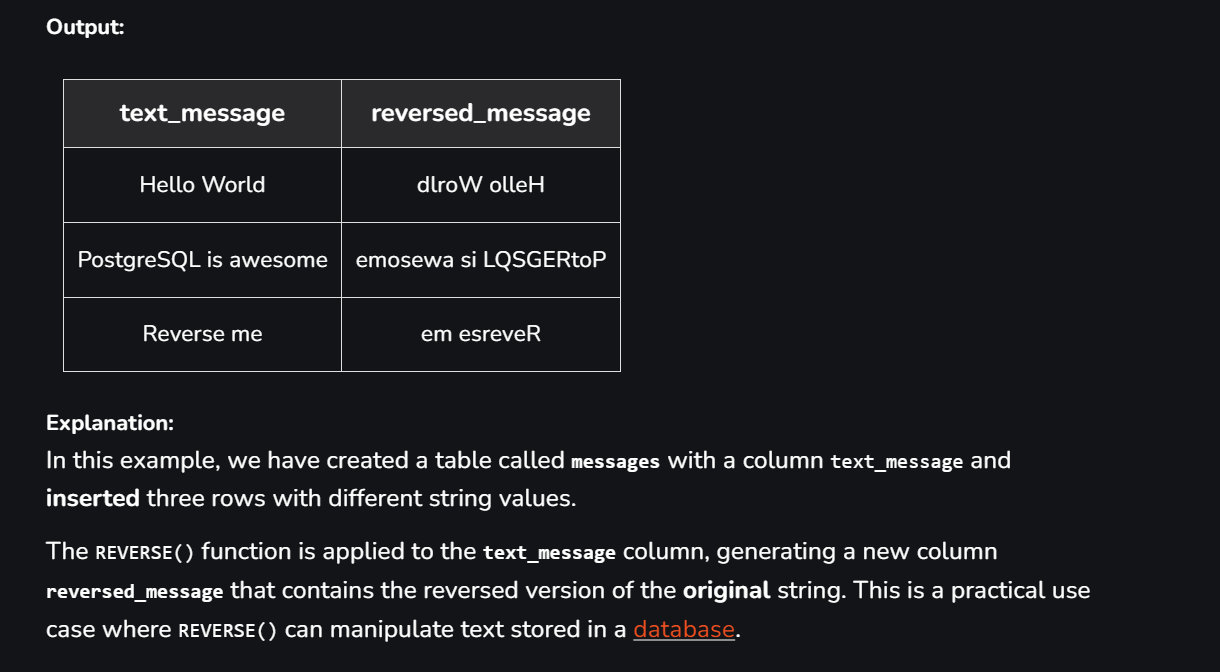 Output:
text_message reversed_message
Hello World dlroW olleH
PostgreSQL is awesome emosewa si LQSGERtoP
Reverse me em esreveR
Explanation:
In this example, we have created a table called messages with a column text_message and
inserted three rows with different string values.
The REVERSE() function is applied to the text_message column, generating a new column
reversed_message that contains the reversed version of the original string. This is a practical use
case where REVERSE() can manipulate text stored in a database.